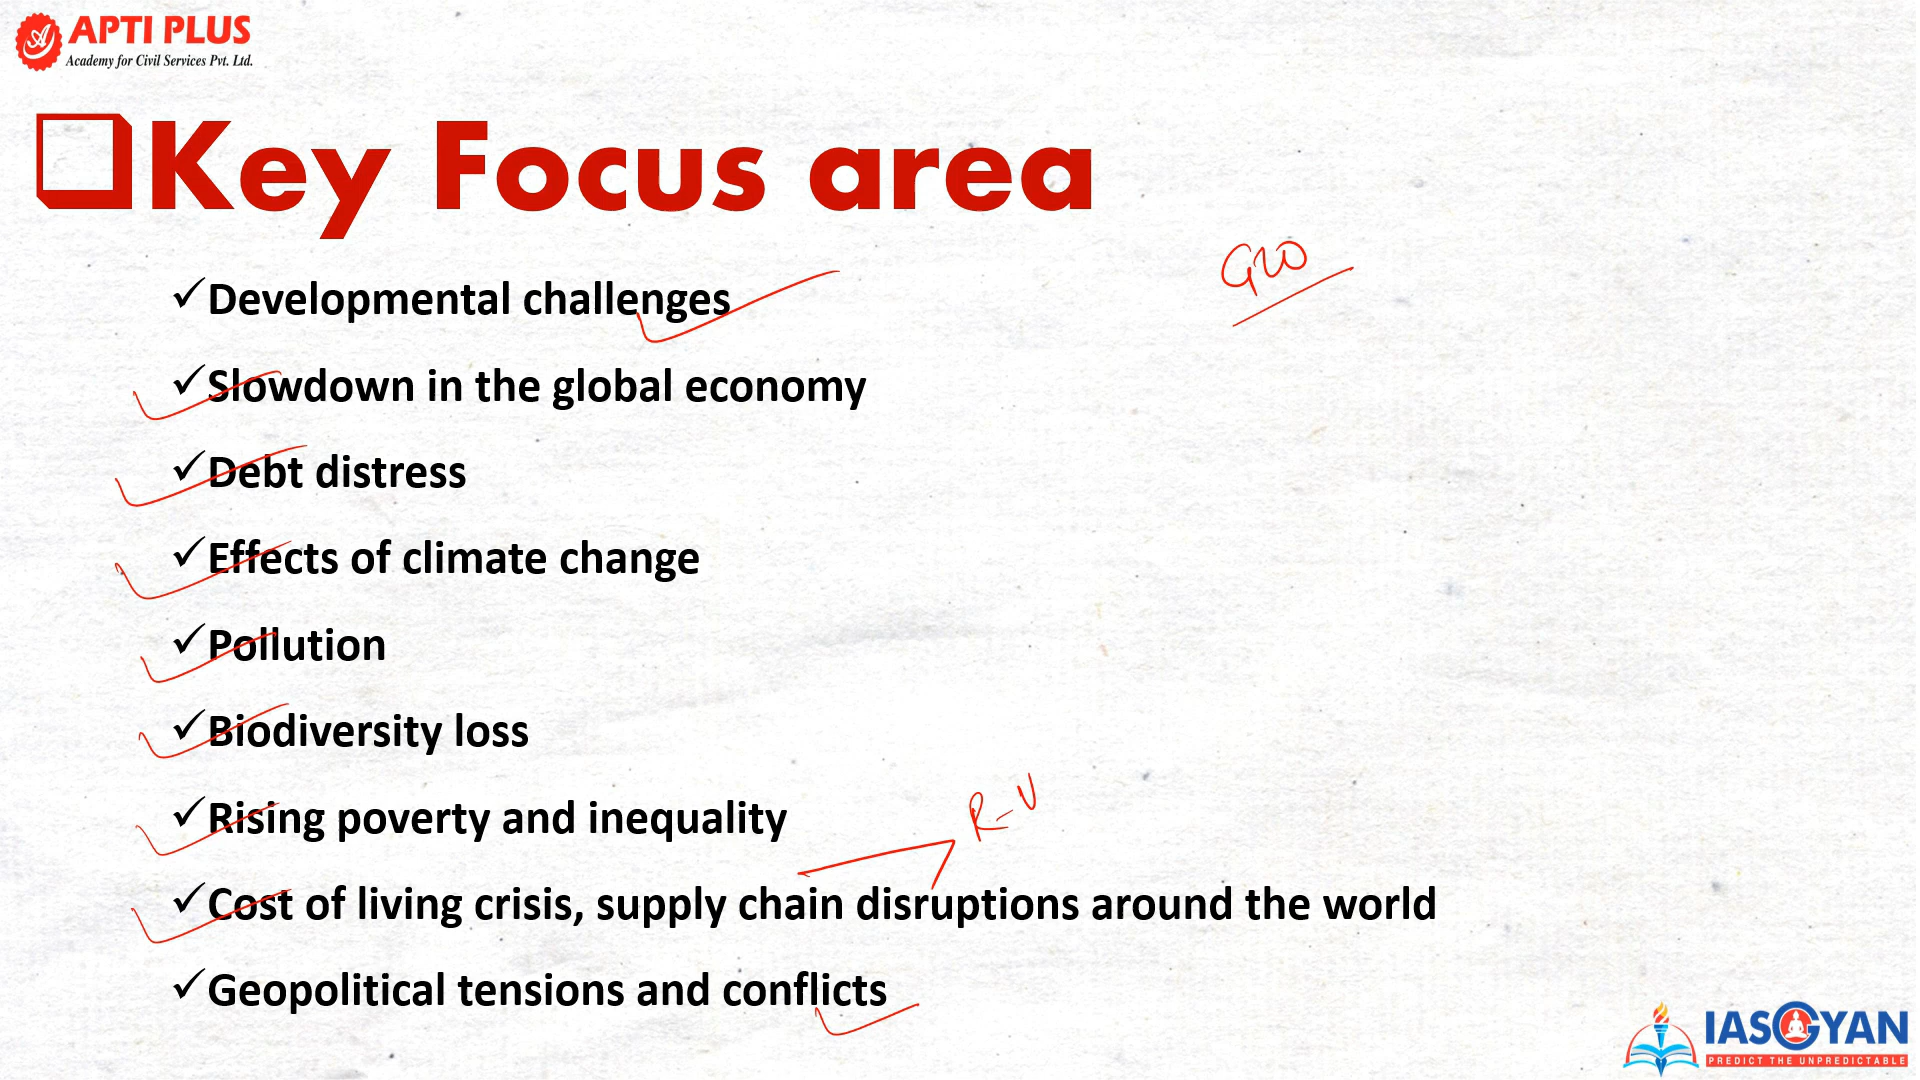 APTI PLUS
Academy for Civil Services Pvt. Ltd.
Key Focus area
G20
✓Developmental challenges
✓Slowdown in the global economy
✓Debt distress
✓Effects of climate change
✓Pollution
✓Biodiversity loss
✓Rising poverty and inequality
R-U
✓Cost of living crisis, supply chain disruptions around the world
✓Geopolitical tensions and conflicts
IASGYAN
PREDICT THE UNPREDICTABLE